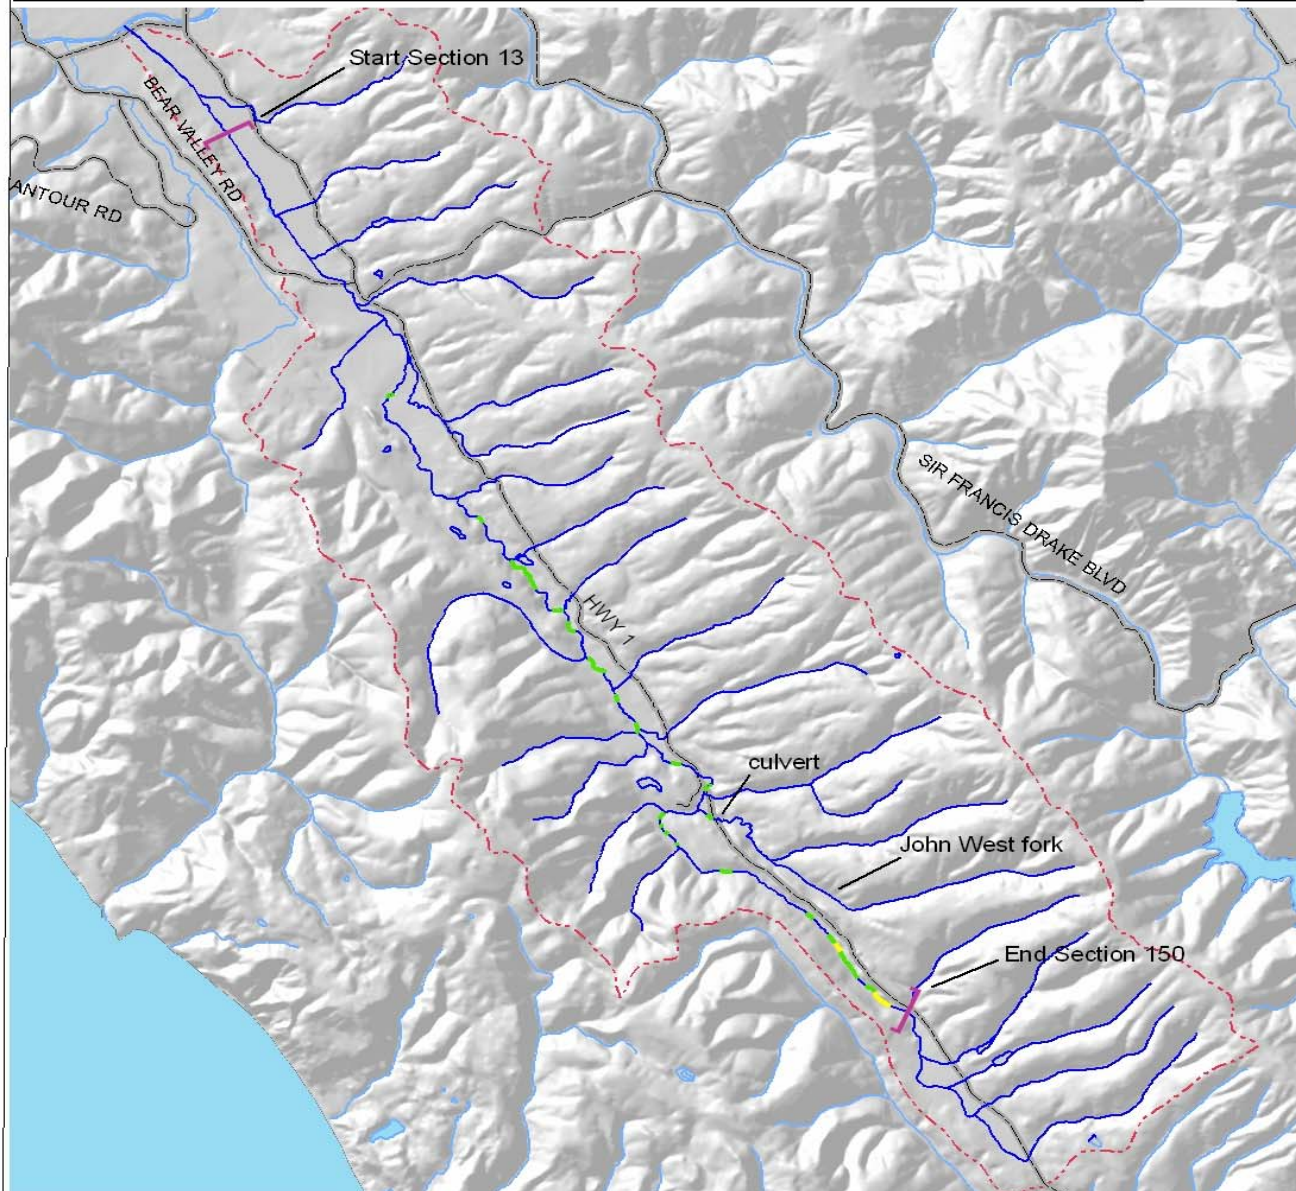 Start Section 13
BEAR VALLEY RD
ANTOUR RD
SIR FRANCIS DRAKE BLVD
HWY 1
culvert
John West fork
End Section 150